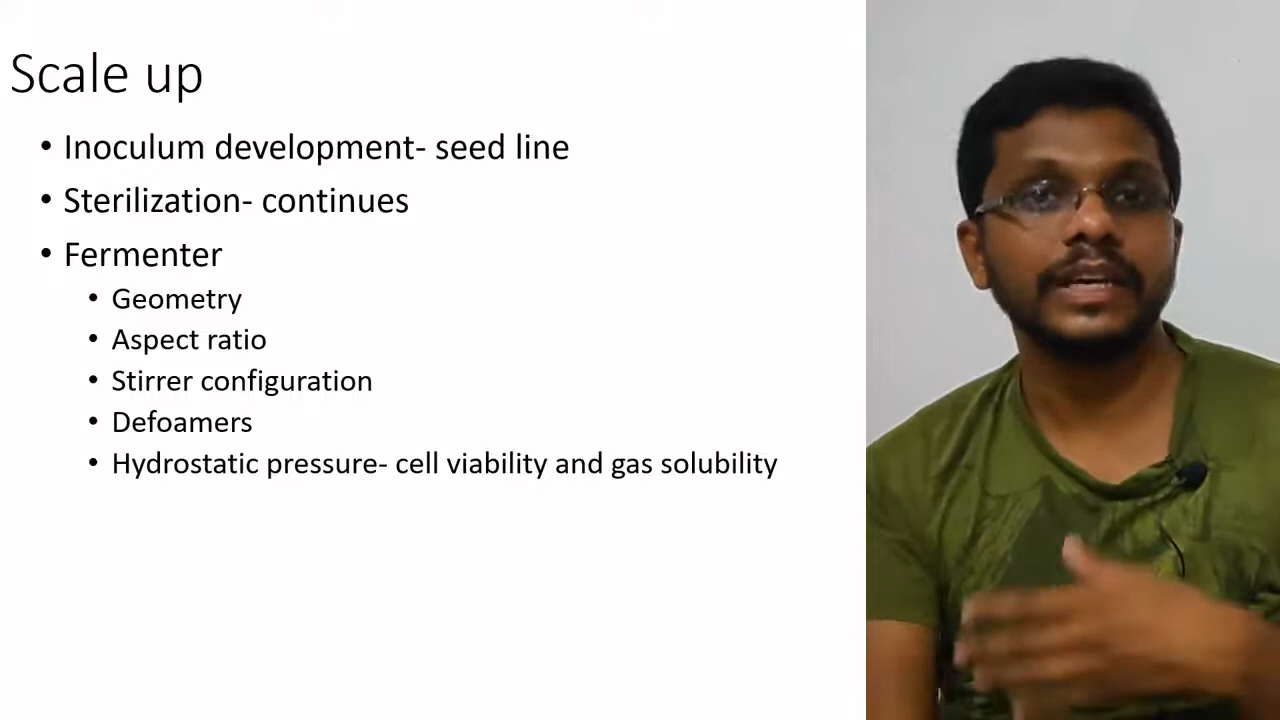 Scale up
• Inoculum development- seed line
• Sterilization- continues
• Fermenter
• Geometry
• Aspect ratio
• Stirrer configuration
• Defoamers
• Hydrostatic pressure- cell viability and gas solubility